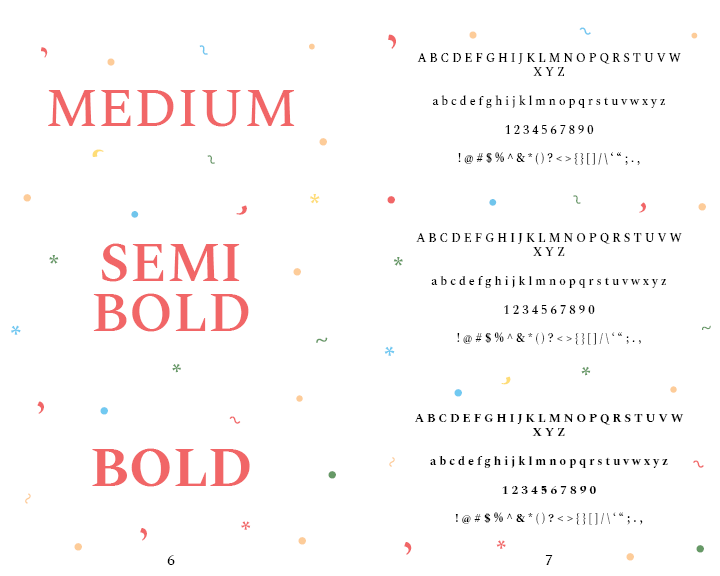 MEDIUM
A B C D E F G H I J K L M N O P Q R S T U V W
X Y Z
a b c d e f g h i j k l m n o p q r s t u v w x y z
1 2 3 4 5 6 7 8 9 0
! @ # $ % ^ & * ( ) ? < > { } [ ] / \ ‘ “ ; . ,
SEMI
BOLD
A B C D E F G H I J K L M N O P Q R S T U V W
X Y Z
a b c d e f g h i j k l m n o p q r s t u v w x y z
1 2 3 4 5 6 7 8 9 0
! @ # $ % ^ & * ( ) ? < > { } [ ] / \ ‘ “ ; . ,
BOLD
A B C D E F G H I J K L M N O P Q R S T U V W
X Y Z
a b c d e f g h i j k l m n o p q r s t u v w x y z
1 2 3 4 5 6 7 8 9 0
! @ # $ % ^ & * ( ) ? < > { } [ ] / \ ‘ “ ; . ,
6
7